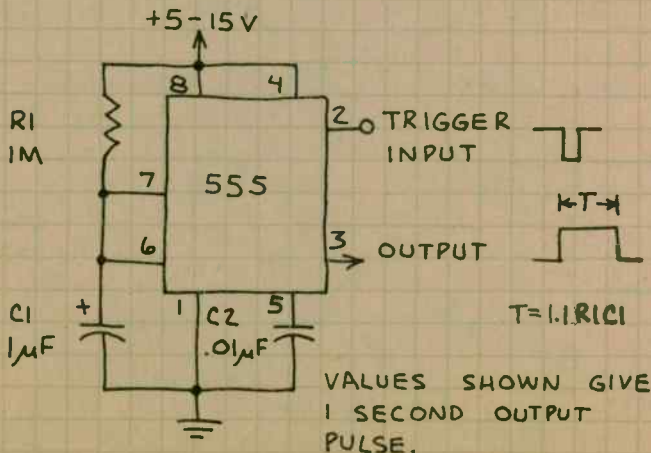 +5-15V
8
4
R1
1M
2
TRIGGER
INPUT
7
555
T
6
3
OUTPUT
C1
+
1μF
1
C2
.01μF
5
T=1.1R1C1
VALUES SHOWN GIVE
1 SECOND OUTPUT
PULSE.